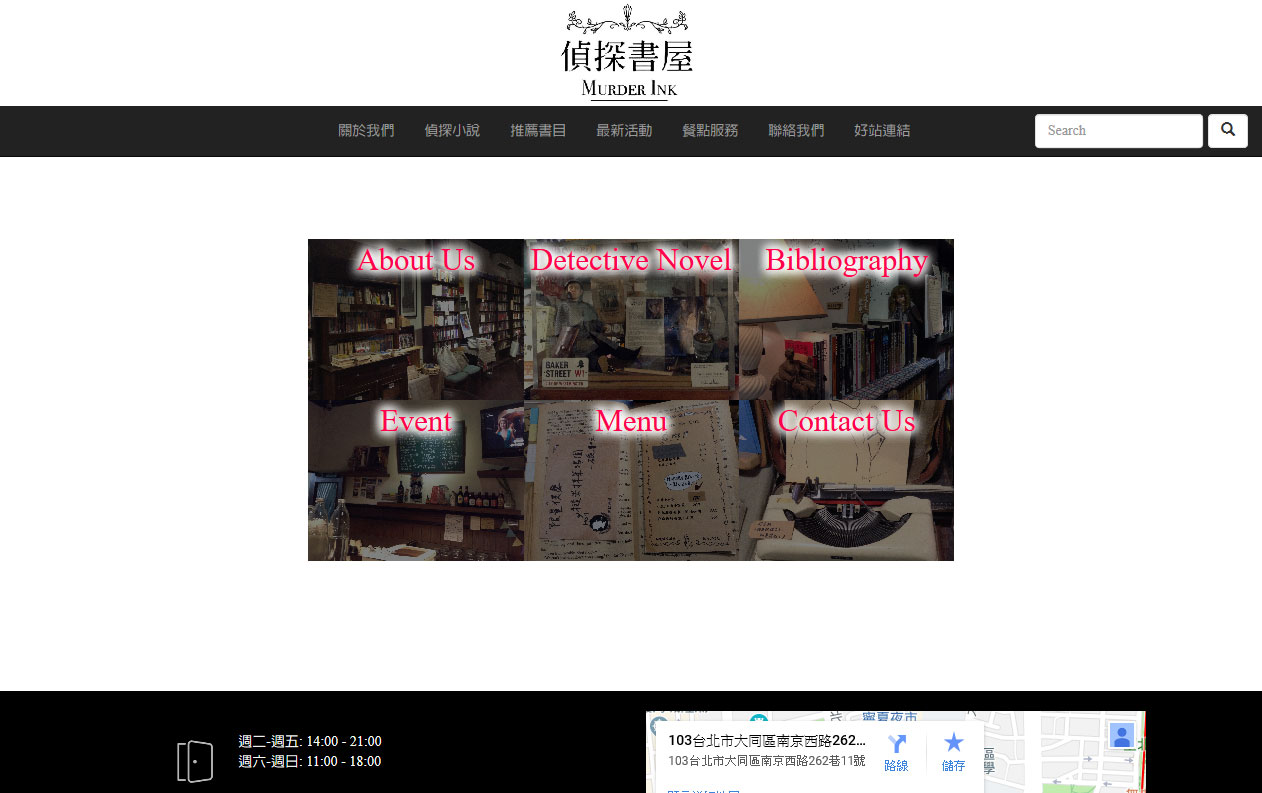 偵探書屋
MURDER INK
關於我們 偵探小說 推薦書目 最新活動 餐點服務 聯絡我們 好站連結 Search
About Us Detective Novel Bibliography
BAKER
STREET W1
Event Menu Contact Us
週二-週五: 14:00 - 21:00
週六-週日: 11:00 - 18:00
寧夏夜市
103台北市大同區南京西路262...
103台北市大同區南京西路262巷11號
路線 儲存